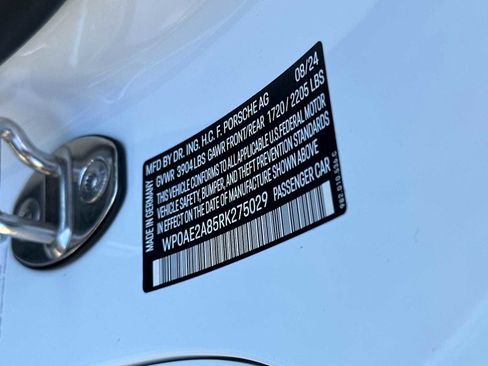 MFD BY DR. ING. H.C. F. PORSCHE AG 08/24
GVWR 3904 LBS GAWR FRONT/REAR 1720 / 2205 LBS
THIS VEHICLE CONFORMS TO ALL APPLICABLE U.S. FEDERAL MOTOR
VEHICLE SAFETY, BUMPER, AND THEFT PREVENTION STANDARDS
IN EFFECT ON THE DATE OF MANUFACTURE SHOWN ABOVE
WP0AE2A85RK275029 PASSENGER CAR
MADE IN GERMANY